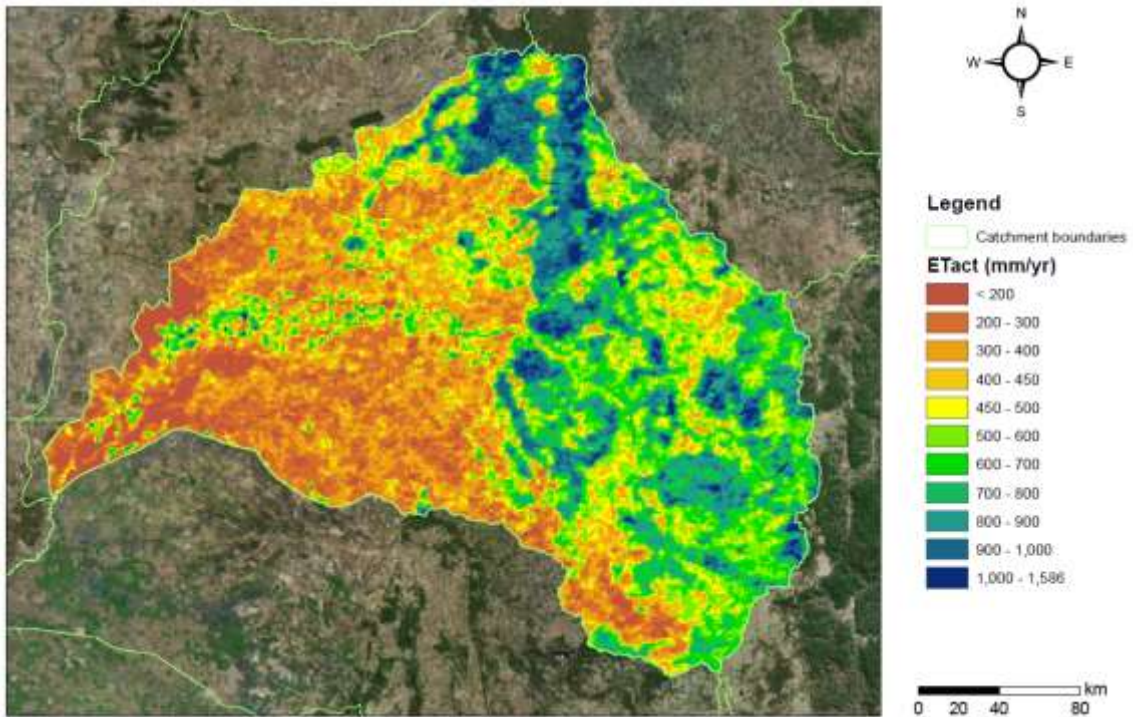 N
W E
S
Legend
Catchment boundaries
ETact (mm/yr)
< 200
200 - 300
300 - 400
400 - 450
450 - 500
500 - 600
600 - 700
700 - 800
800 - 900
900 - 1,000
1,000 - 1,586
km
0 20 40 80